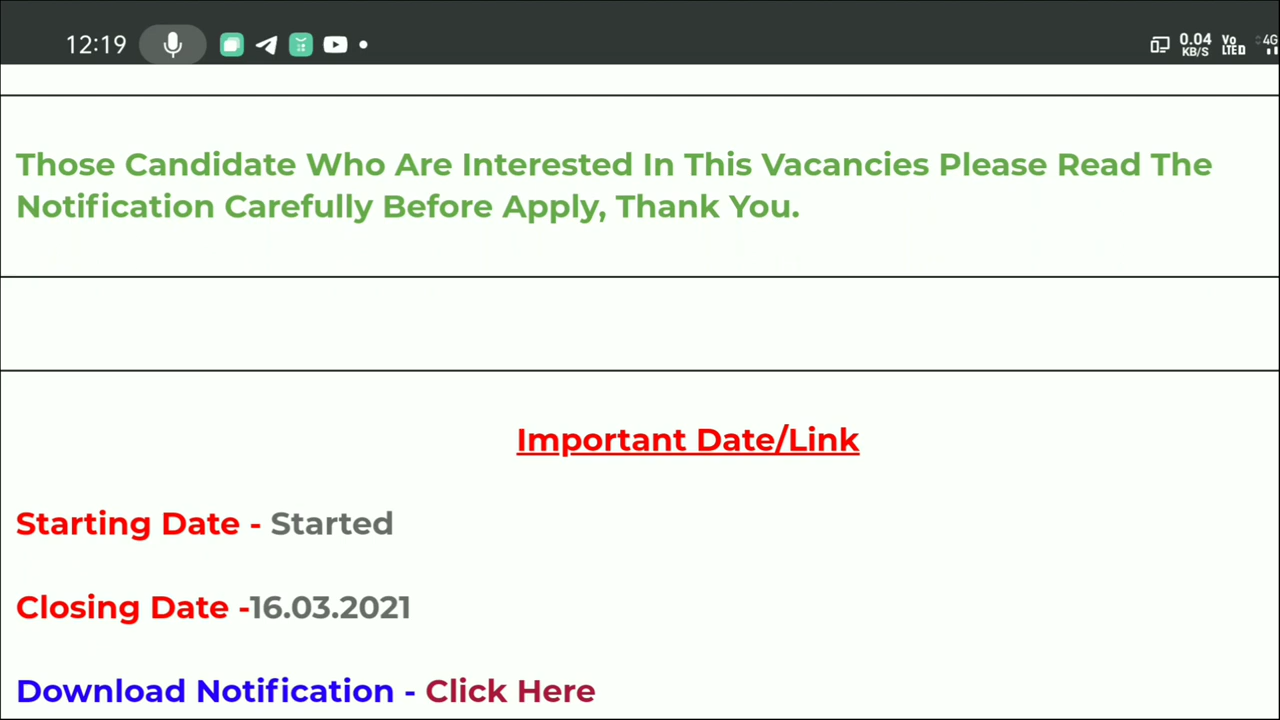 12:19
0.04 KB/S
Vo LTE D
4G
Those Candidate Who Are Interested In This Vacancies Please Read The
Notification Carefully Before Apply, Thank You.
Important Date/Link
Starting Date - Started
Closing Date -16.03.2021
Download Notification - Click Here